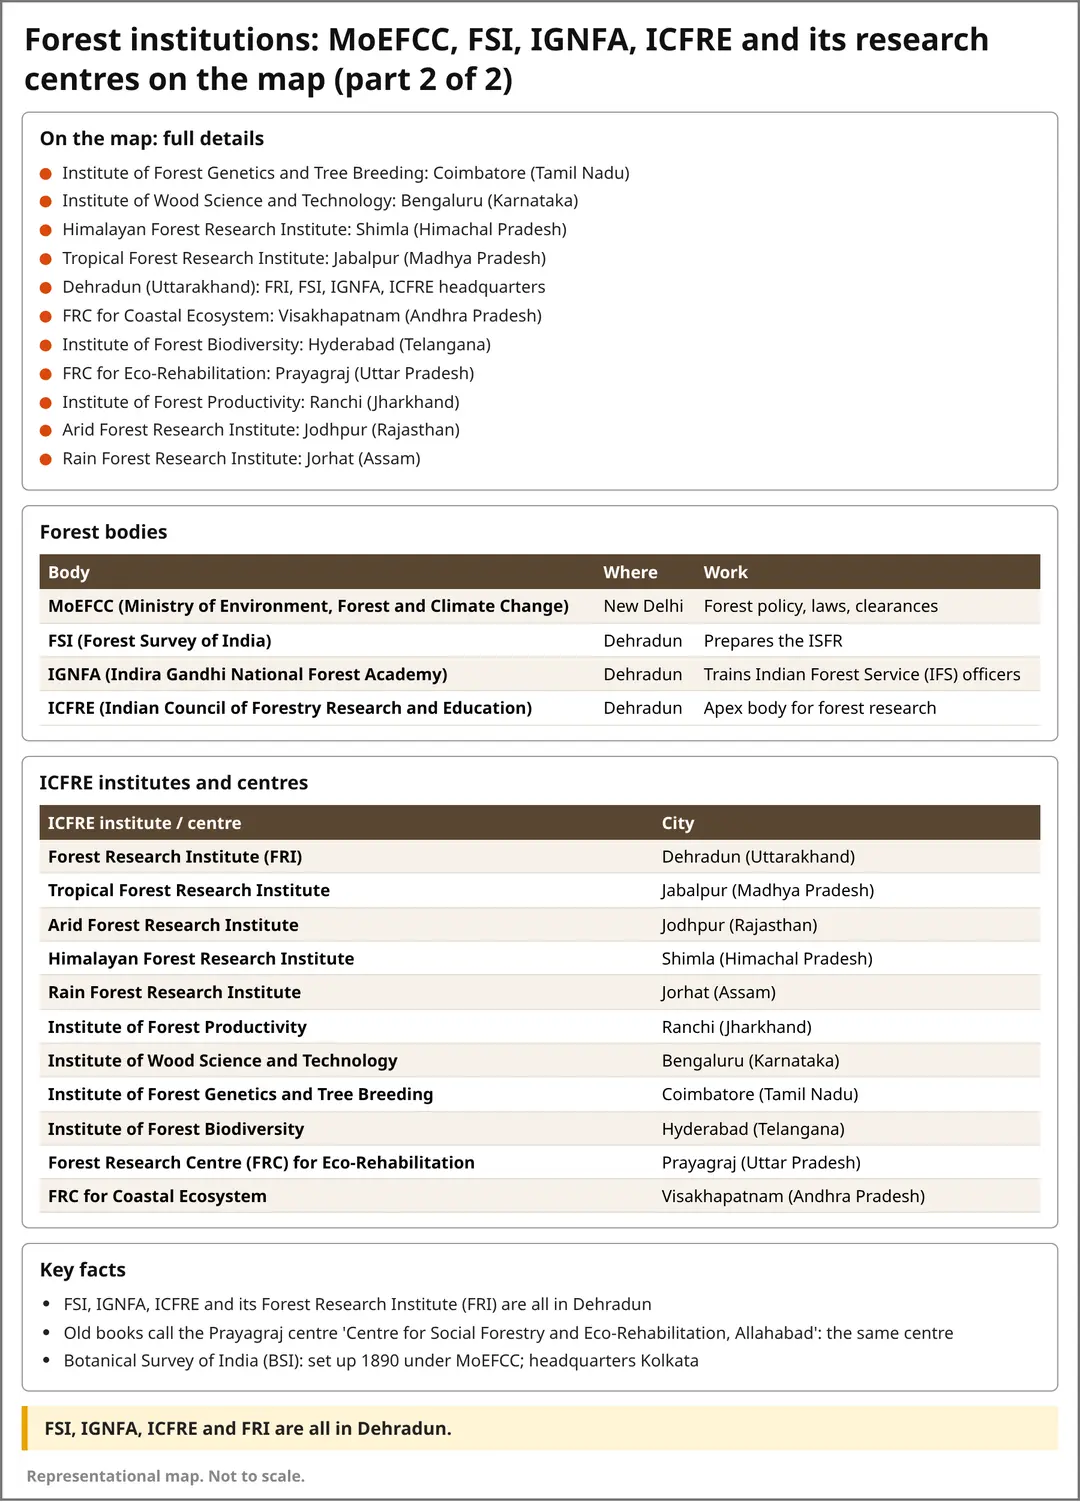 Forest institutions: MoEFCC, FSI, IGNFA, ICFRE and its research
centres on the map (part 2 of 2)
On the map: full details
Institute of Forest Genetics and Tree Breeding: Coimbatore (Tamil Nadu)
Institute of Wood Science and Technology: Bengaluru (Karnataka)
Himalayan Forest Research Institute: Shimla (Himachal Pradesh)
Tropical Forest Research Institute: Jabalpur (Madhya Pradesh)
Dehradun (Uttarakhand): FRI, FSI, IGNFA, ICFRE headquarters
FRC for Coastal Ecosystem: Visakhapatnam (Andhra Pradesh)
Institute of Forest Biodiversity: Hyderabad (Telangana)
FRC for Eco-Rehabilitation: Prayagraj (Uttar Pradesh)
Institute of Forest Productivity: Ranchi (Jharkhand)
Arid Forest Research Institute: Jodhpur (Rajasthan)
Rain Forest Research Institute: Jorhat (Assam)
Forest bodies
Body Where Work
MoEFCC (Ministry of Environment, Forest and Climate Change) New Delhi Forest policy, laws, clearances
FSI (Forest Survey of India) Dehradun Prepares the ISFR
IGNFA (Indira Gandhi National Forest Academy) Dehradun Trains Indian Forest Service (IFS) officers
ICFRE (Indian Council of Forestry Research and Education) Dehradun Apex body for forest research
ICFRE institutes and centres
ICFRE institute / centre City
Forest Research Institute (FRI) Dehradun (Uttarakhand)
Tropical Forest Research Institute Jabalpur (Madhya Pradesh)
Arid Forest Research Institute Jodhpur (Rajasthan)
Himalayan Forest Research Institute Shimla (Himachal Pradesh)
Rain Forest Research Institute Jorhat (Assam)
Institute of Forest Productivity Ranchi (Jharkhand)
Institute of Wood Science and Technology Bengaluru (Karnataka)
Institute of Forest Genetics and Tree Breeding Coimbatore (Tamil Nadu)
Institute of Forest Biodiversity Hyderabad (Telangana)
Forest Research Centre (FRC) for Eco-Rehabilitation Prayagraj (Uttar Pradesh)
FRC for Coastal Ecosystem Visakhapatnam (Andhra Pradesh)
Key facts
• FSI, IGNFA, ICFRE and its Forest Research Institute (FRI) are all in Dehradun
• Old books call the Prayagraj centre 'Centre for Social Forestry and Eco-Rehabilitation, Allahabad': the same centre
• Botanical Survey of India (BSI): set up 1890 under MoEFCC; headquarters Kolkata
FSI, IGNFA, ICFRE and FRI are all in Dehradun.
Representational map. Not to scale.